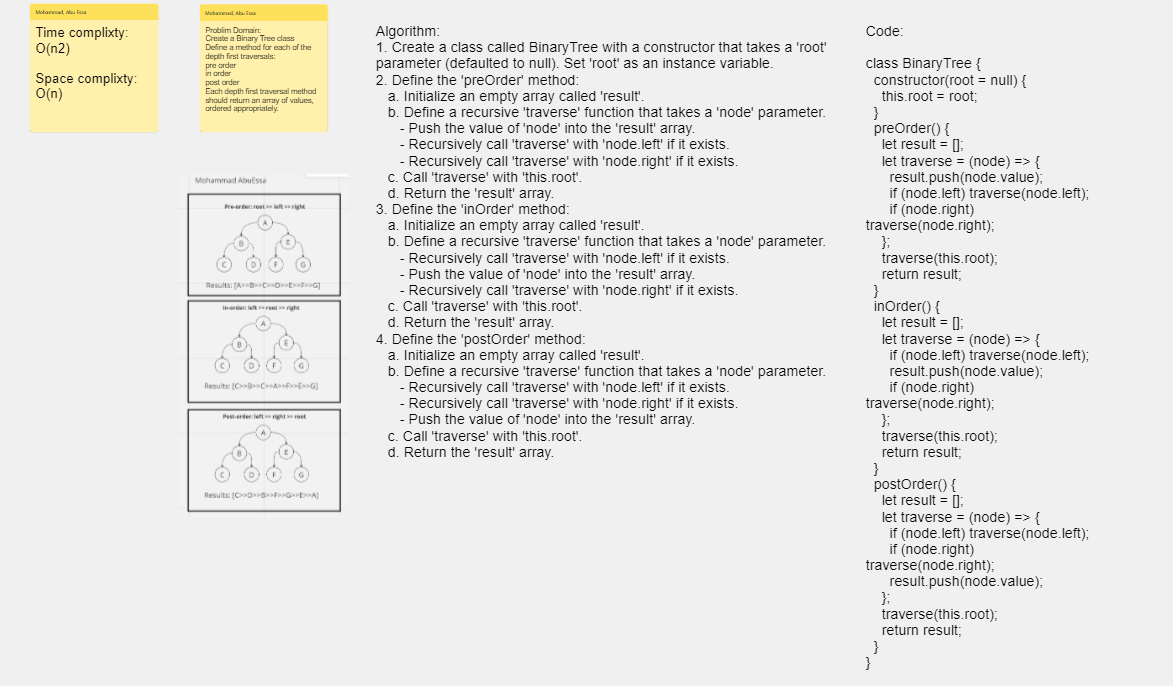 Mohammad, Abu Essa
Time complixty:
O(n2)
Space complixty:
O(n)
Mohammad, Abu Essa
Problim Domain:
Create a Binary Tree class
Define a method for each of the
depth first traversals:
pre order
in order
post order
Each depth first traversal method
should return an array of values,
ordered appropriately.
Mohammad AbuEssa
Pre-order: root >> left >> right
A
B
E
C
D
F
G
Results: [A>>B>>C>>D>>E>>F>>G]
In-order: left >> root >> right
A
B
E
C
D
F
G
Results: [C>>B>>C>>A>>F>>E>>G]
Post-order: left >> right >> root
A
B
E
C
D
F
G
Results: [C>>D>>B>>F>>G>>E>>A]
Algorithm:
1. Create a class called BinaryTree with a constructor that takes a 'root'
parameter (defaulted to null). Set 'root' as an instance variable.
2. Define the 'preOrder' method:
a. Initialize an empty array called 'result'.
b. Define a recursive 'traverse' function that takes a 'node' parameter.
- Push the value of 'node' into the 'result' array.
- Recursively call 'traverse' with 'node.left' if it exists.
- Recursively call 'traverse' with 'node.right' if it exists.
c. Call 'traverse' with 'this.root'.
d. Return the 'result' array.
3. Define the 'inOrder' method:
a. Initialize an empty array called 'result'.
b. Define a recursive 'traverse' function that takes a 'node' parameter.
- Recursively call 'traverse' with 'node.left' if it exists.
- Push the value of 'node' into the 'result' array.
- Recursively call 'traverse' with 'node.right' if it exists.
c. Call 'traverse' with 'this.root'.
d. Return the 'result' array.
4. Define the 'postOrder' method:
a. Initialize an empty array called 'result'.
b. Define a recursive 'traverse' function that takes a 'node' parameter.
- Recursively call 'traverse' with 'node.left' if it exists.
- Recursively call 'traverse' with 'node.right' if it exists.
- Push the value of 'node' into the 'result' array.
c. Call 'traverse' with 'this.root'.
d. Return the 'result' array.
Code:
class BinaryTree {
constructor(root = null) {
this.root = root;
}
preOrder() {
let result = [];
let traverse = (node) => {
result.push(node.value);
if (node.left) traverse(node.left);
if (node.right)
traverse(node.right);
};
traverse(this.root);
return result;
}
inOrder() {
let result = [];
let traverse = (node) => {
if (node.left) traverse(node.left);
result.push(node.value);
if (node.right)
traverse(node.right);
};
traverse(this.root);
return result;
}
postOrder() {
let result = [];
let traverse = (node) => {
if (node.left) traverse(node.left);
if (node.right)
traverse(node.right);
result.push(node.value);
};
traverse(this.root);
return result;
}
}